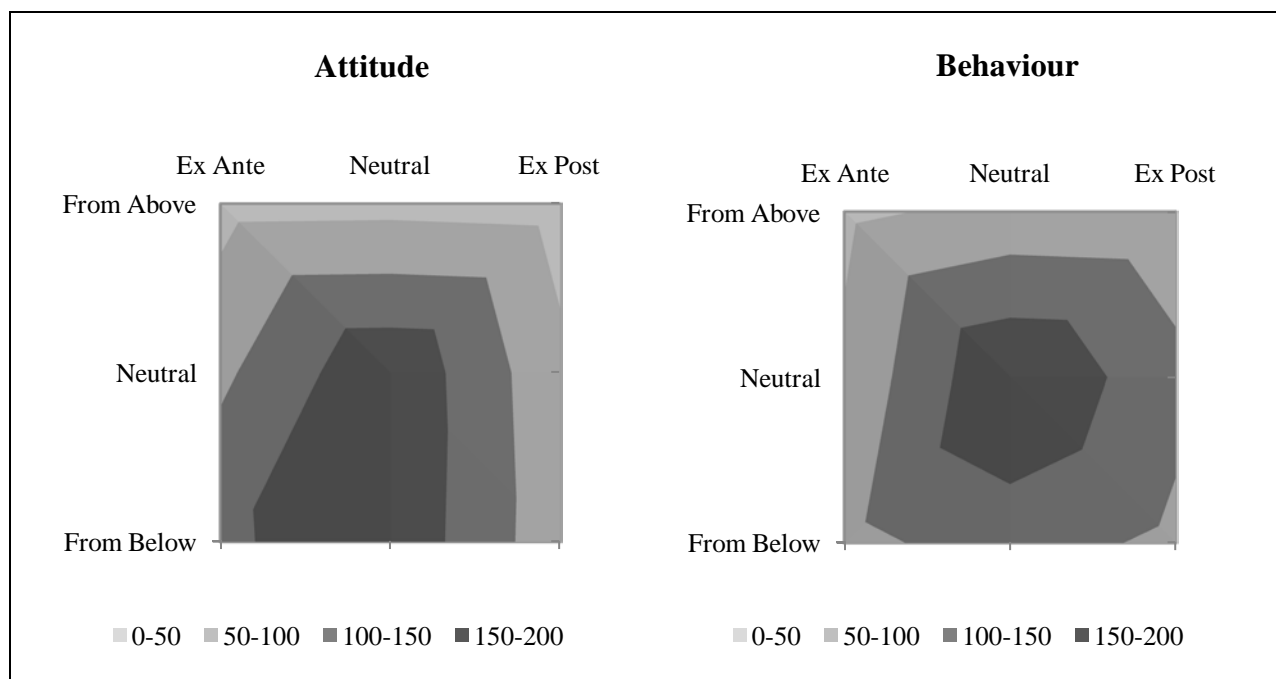 Attitude
Ex Ante Neutral Ex Post
From Above
Neutral
From Below
0-50 50-100 100-150 150-200
Behaviour
Ex Ante Neutral Ex Post
From Above
Neutral
From Below
0-50 50-100 100-150 150-200